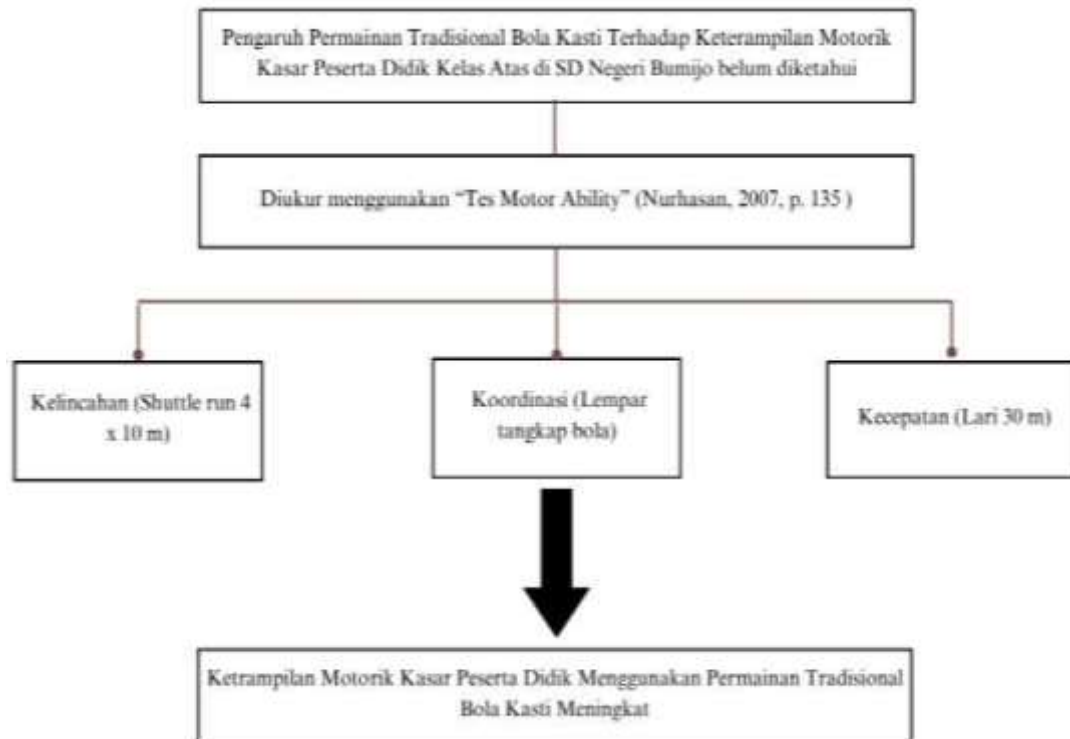 Pengaruh Permainan Tradisional Bola Kasti Terhadap Keterampilan Motorik
Kasar Peserta Didik Kelas Atas di SD Negeri Bumijo belum diketahui
Diukur menggunakan “Tes Motor Ability” (Nurhasan, 2007, p. 135 )
Kelincahan (Shuttle run 4
x 10 m)
Koordinasi (Lempar
tangkap bola)
Kecepatan (Lari 30 m)
Ketrampilan Motorik Kasar Peserta Didik Menggunakan Permainan Tradisional
Bola Kasti Meningkat